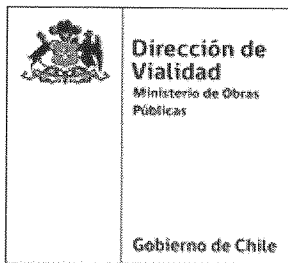 Dirección de
Vialidad
Ministerio de Obras
Públicas
Gobierno de Chile